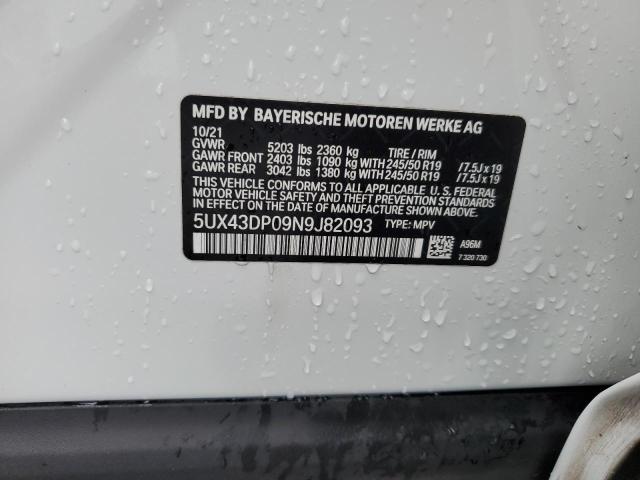 MFD BY BAYERISCHE MOTOREN WERKE AG
10/21
GVWR 5203 lbs 2360 kg TIRE / RIM
GAWR FRONT 2403 lbs 1090 kg WITH 245/50 R19 /7.5J x 19
GAWR REAR 3042 lbs 1380 kg WITH 245/50 R19 /7.5J x 19
THIS VEHICLE CONFORMS TO ALL APPLICABLE U. S. FEDERAL
MOTOR VEHICLE SAFETY, BUMPER, AND THEFT PREVENTION
STANDARDS IN EFFECT ON THE DATE OF MANUFACTURE SHOWN ABOVE.
5UX43DP09N9J82093 TYPE: MPV
A96M
7 320 730